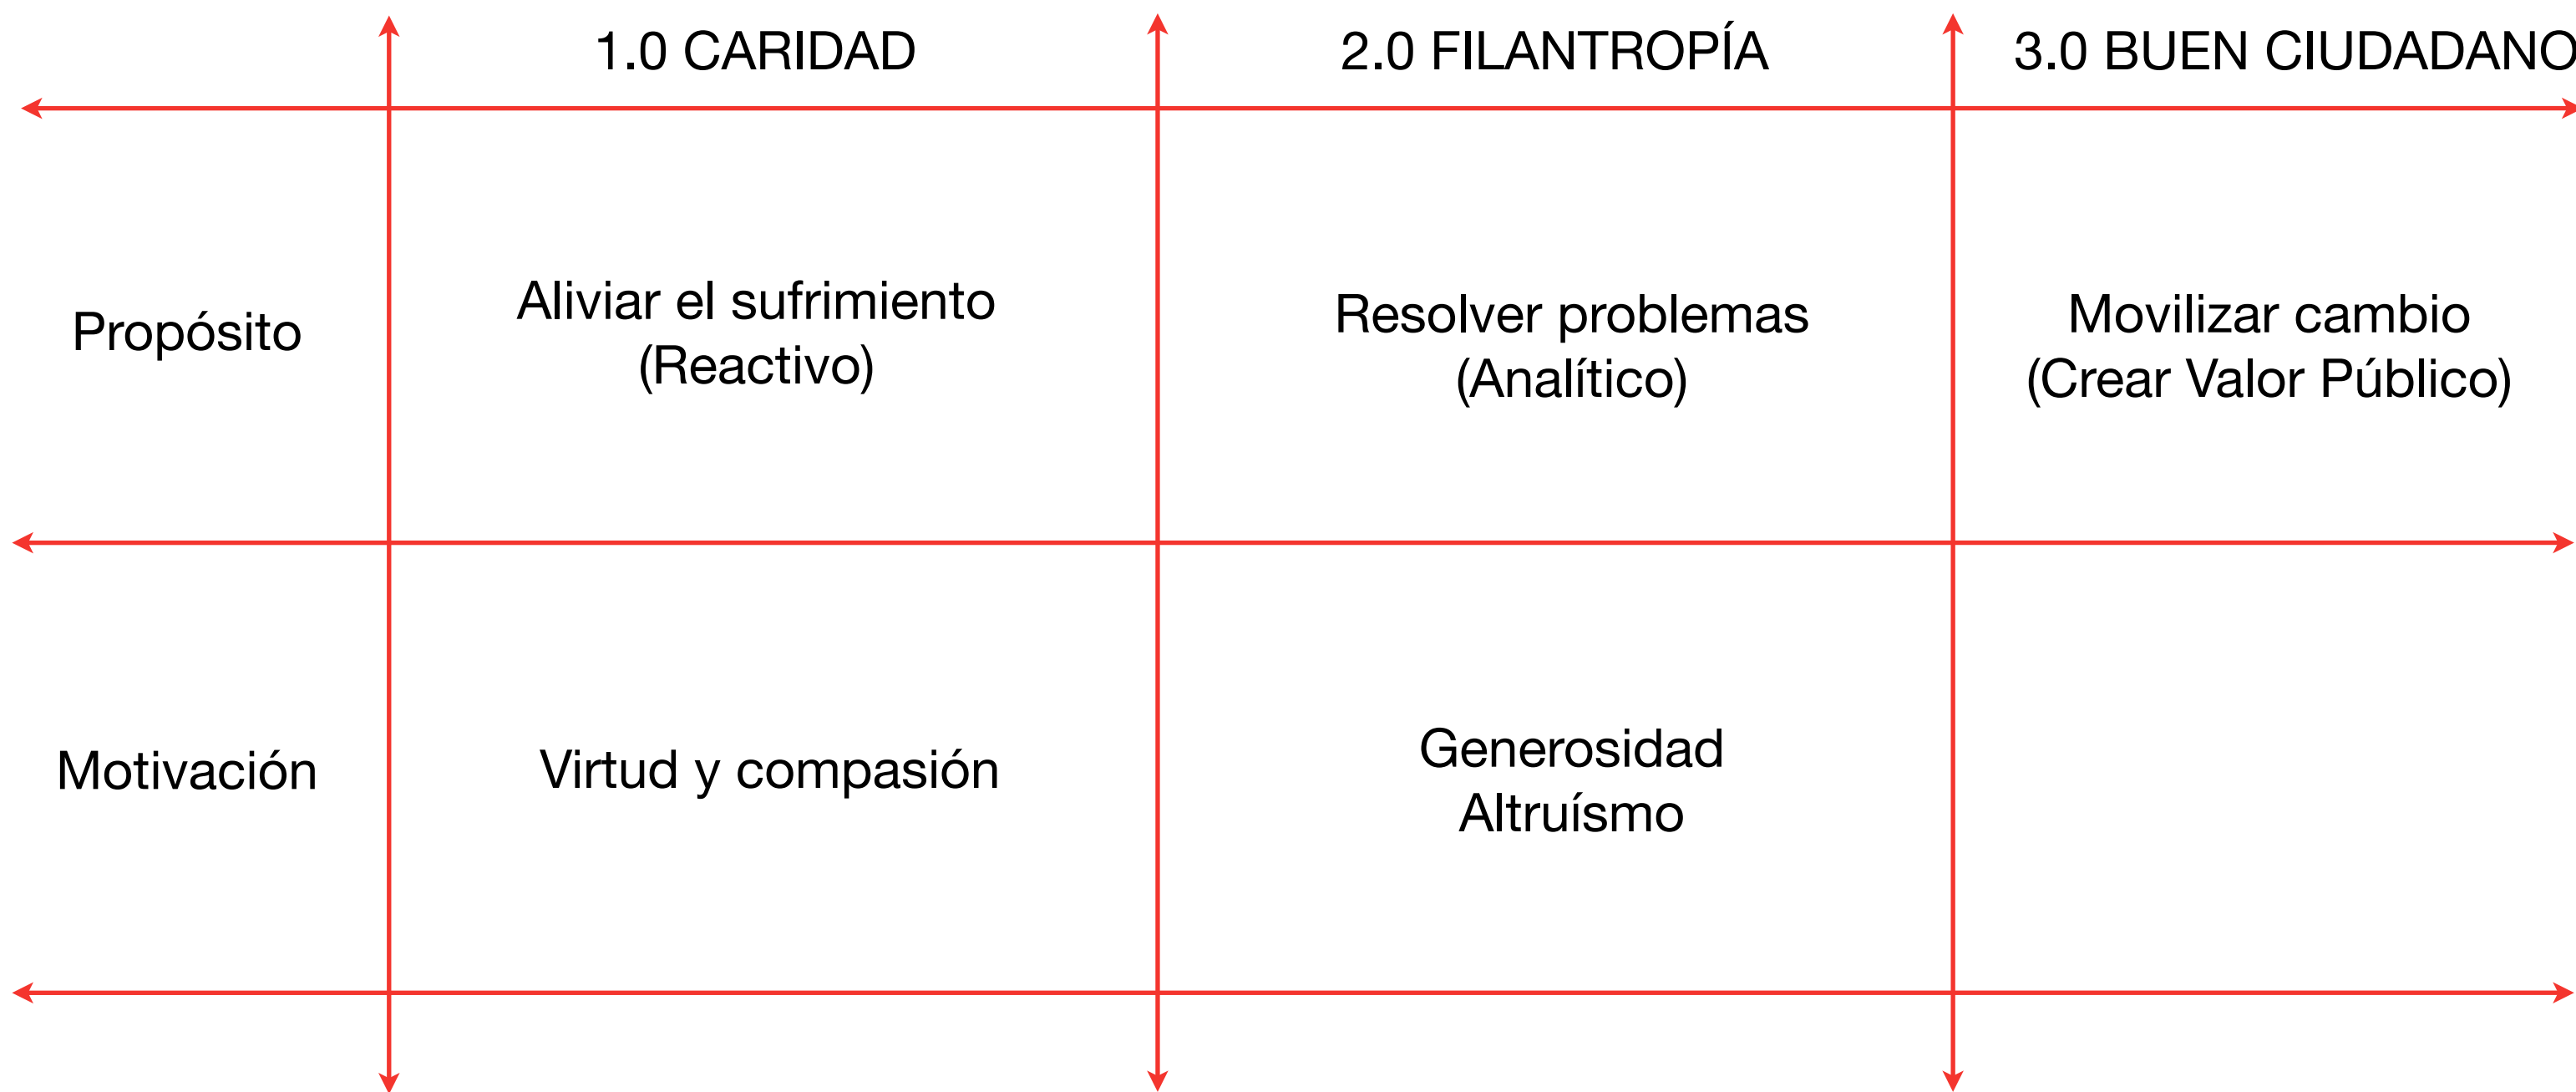 1.0 CARIDAD
2.0 FILANTROPÍA
3.0 BUEN CIUDADANO
Propósito
Aliviar el sufrimiento
(Reactivo)
Resolver problemas
(Analítico)
Movilizar cambio
(Crear Valor Público)
Motivación
Virtud y compasión
Generosidad
Altruísmo